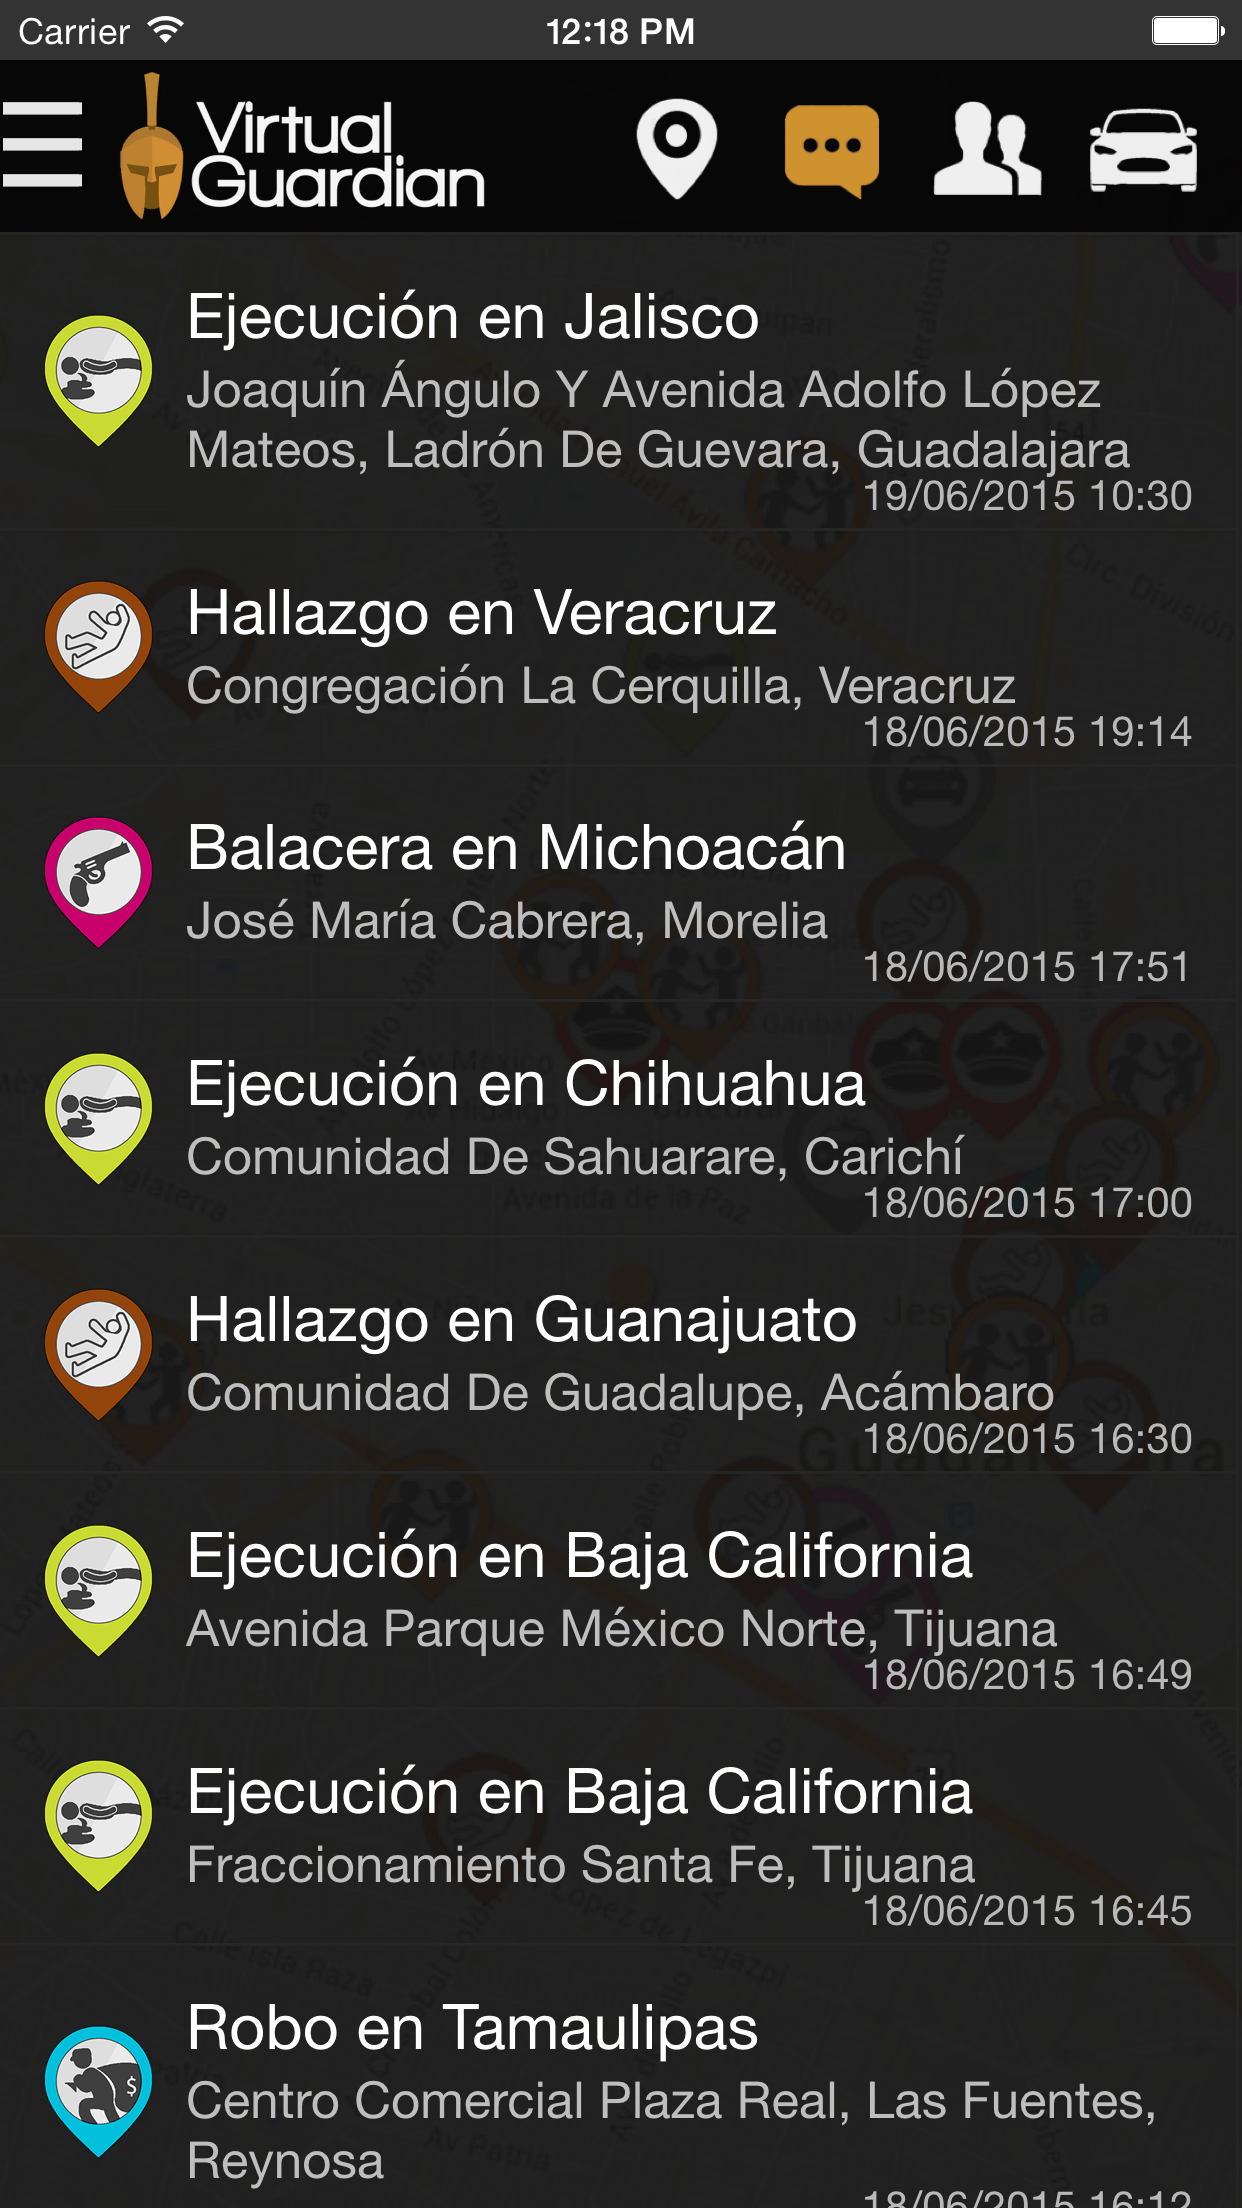 Carrier 12:18 PM
Virtual
Guardian
Ejecución en Jalisco
Joaquín Ángulo Y Avenida Adolfo López
Mateos, Ladrón De Guevara, Guadalajara
19/06/2015 10:30
Hallazgo en Veracruz
Congregación La Cerquilla, Veracruz
18/06/2015 19:14
Balacera en Michoacán
José María Cabrera, Morelia
18/06/2015 17:51
Ejecución en Chihuahua
Comunidad De Sahuarare, Carichí
18/06/2015 17:00
Hallazgo en Guanajuato
Comunidad De Guadalupe, Acámbaro
18/06/2015 16:30
Ejecución en Baja California
Avenida Parque México Norte, Tijuana
18/06/2015 16:49
Ejecución en Baja California
Fraccionamiento Santa Fe, Tijuana
18/06/2015 16:45
Robo en Tamaulipas
Centro Comercial Plaza Real, Las Fuentes,
Reynosa
18/06/2015 16:12